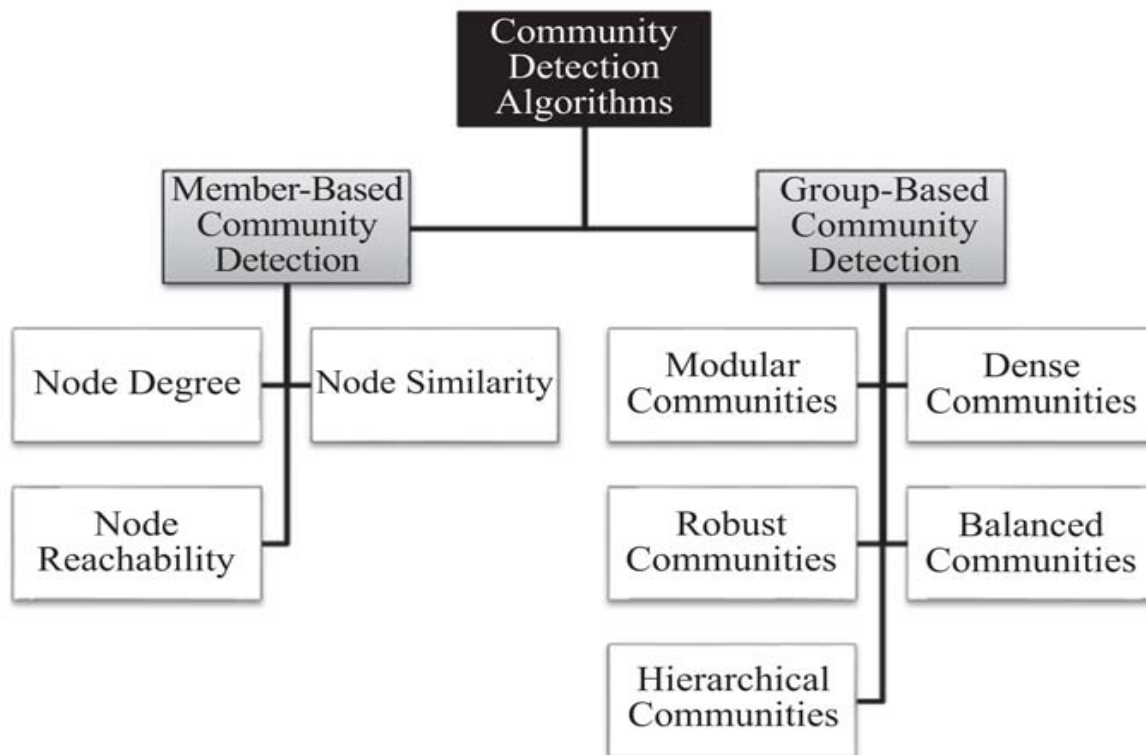 Community
Detection
Algorithms
Member-Based
Community
Detection
Group-Based
Community
Detection
Node Degree
Node Similarity
Node
Reachability
Modular
Communities
Dense
Communities
Robust
Communities
Balanced
Communities
Hierarchical
Communities